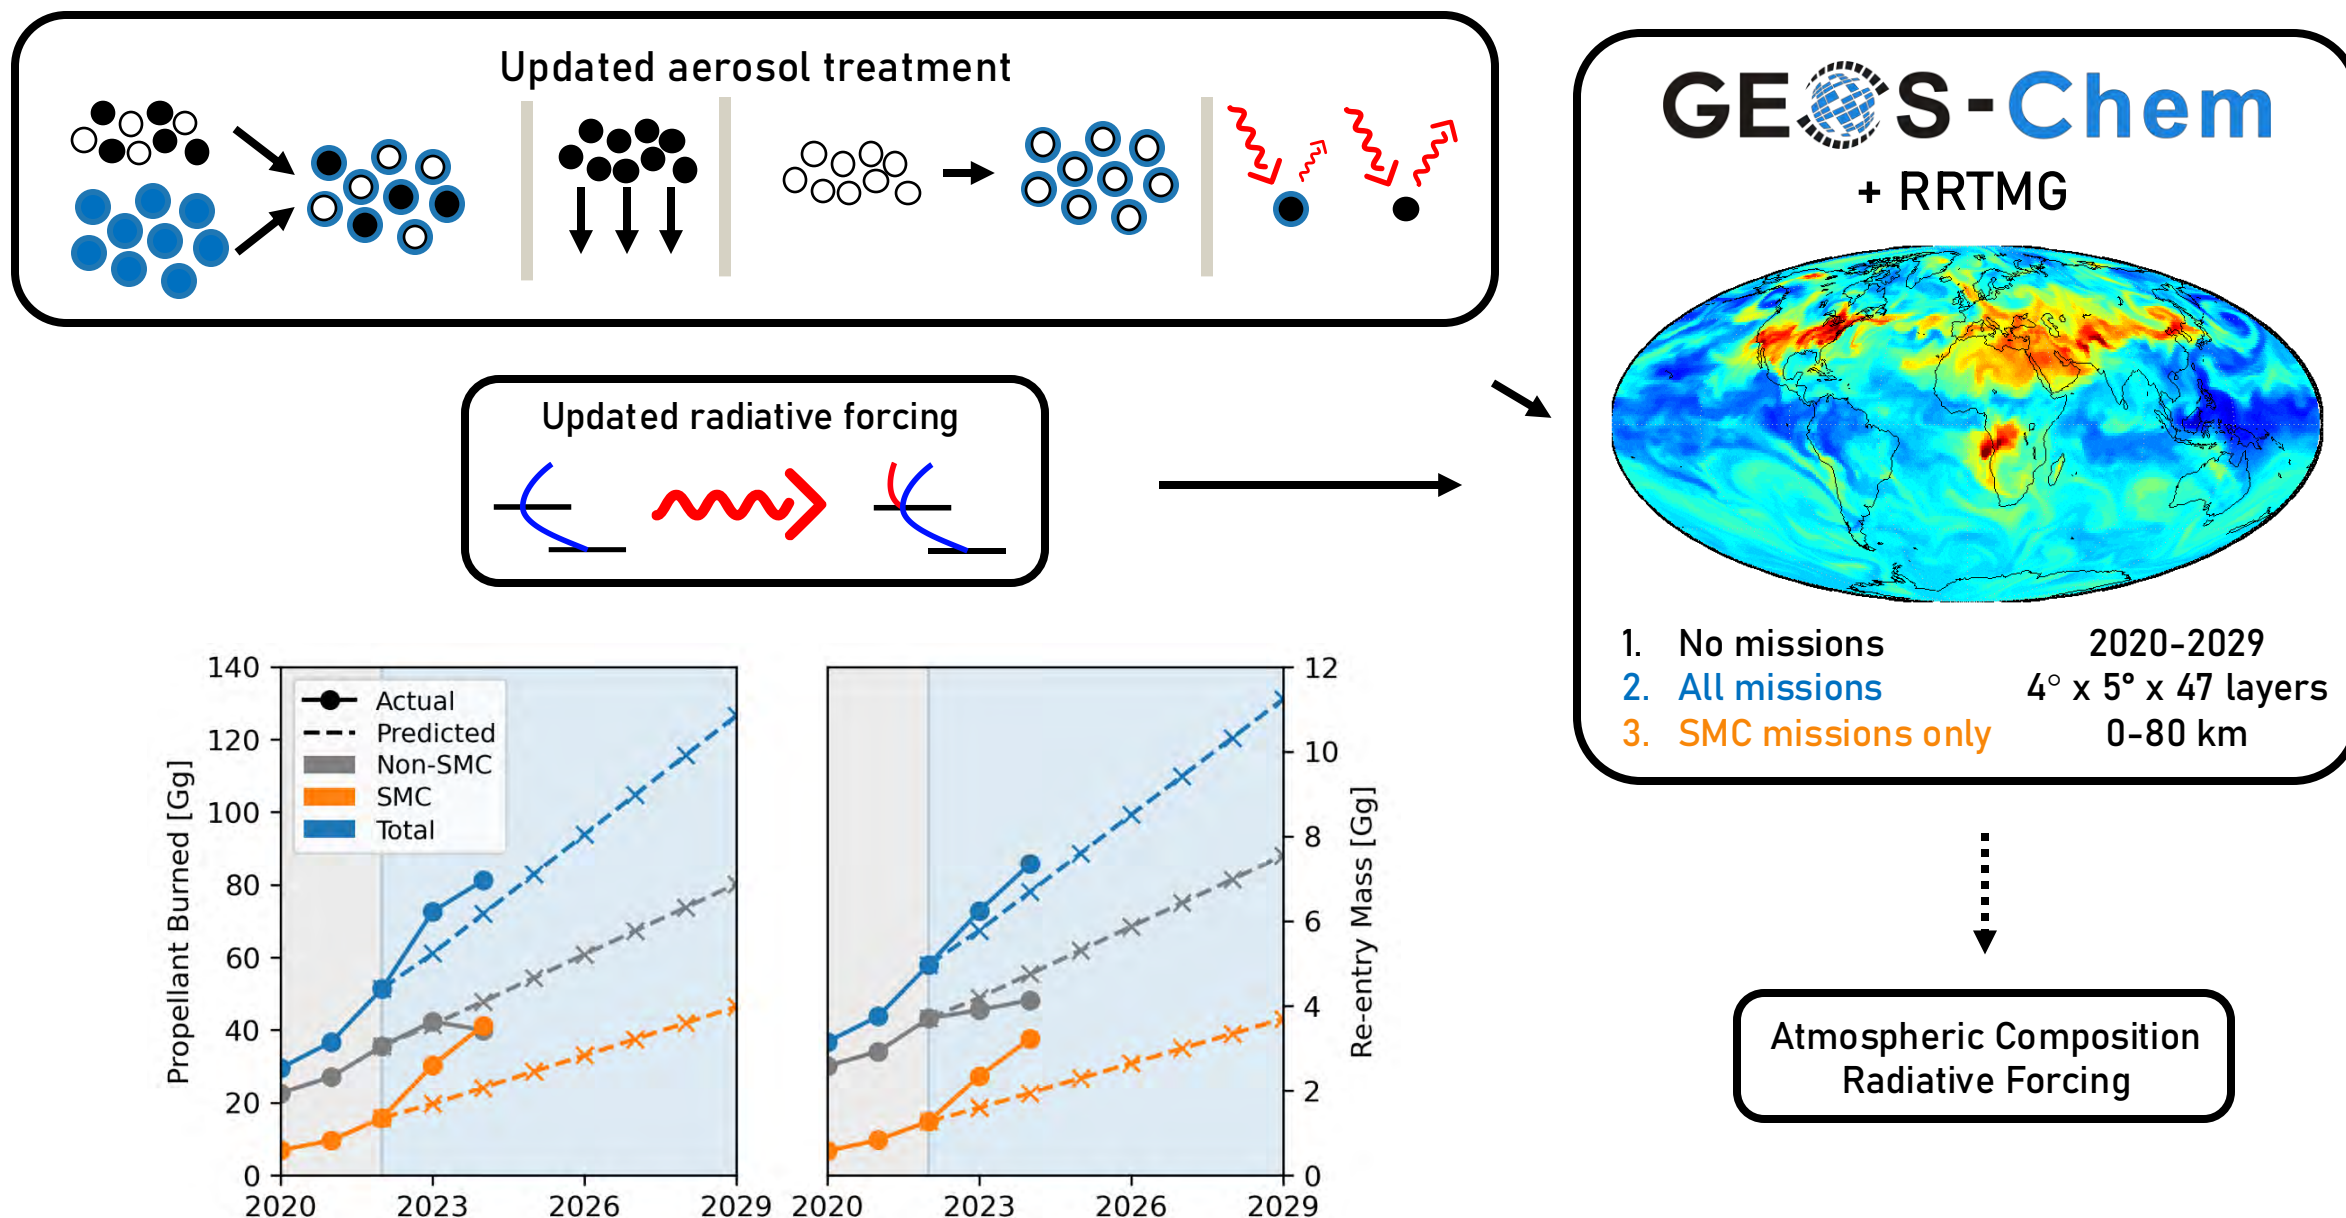 Updated aerosol treatment
Updated radiative forcing
GEOS-Chem
+ RRTMG
1. No missions 2020-2029
2. All missions 4° x 5° x 47 layers
3. SMC missions only 0-80 km
Atmospheric Composition
Radiative Forcing
Propellant Burned [Gg]
140
120
100
80
60
40
20
0
Actual
Predicted
Non-SMC
SMC
Total
2020 2023 2026 2029
12
10
8
6
4
2
0
Re-entry Mass [Gg]
2020 2023 2026 2029